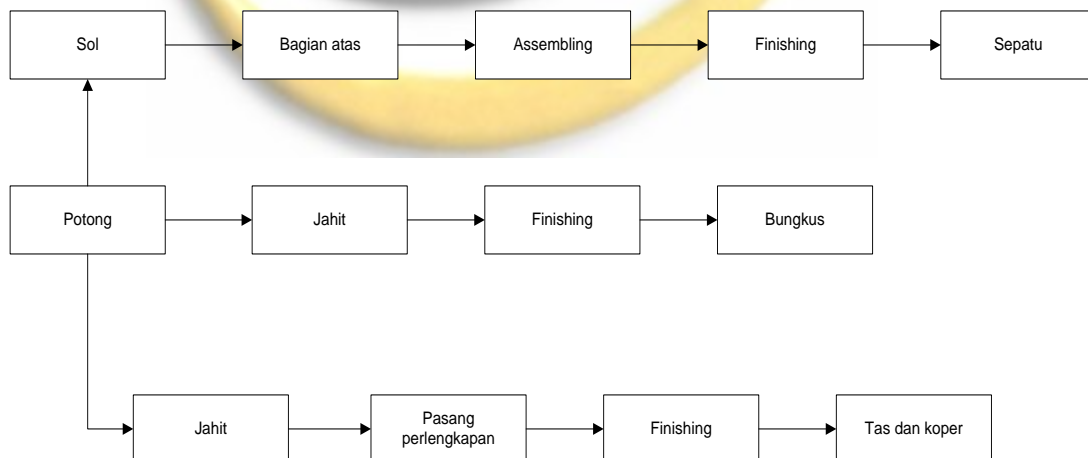 Sol
Bagian atas
Assembling
Finishing
Sepatu
Potong
Jahit
Finishing
Bungkus
Jahit
Pasang
perlengkapan
Finishing
Tas dan koper